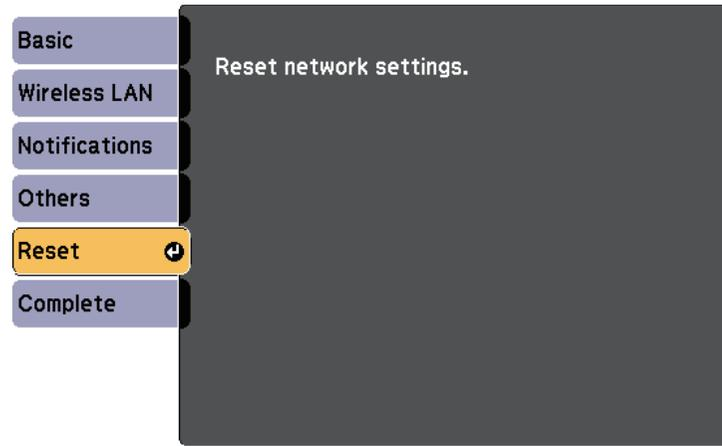 Basic
Wireless LAN
Notifications
Others
Reset
Complete
Reset network settings.